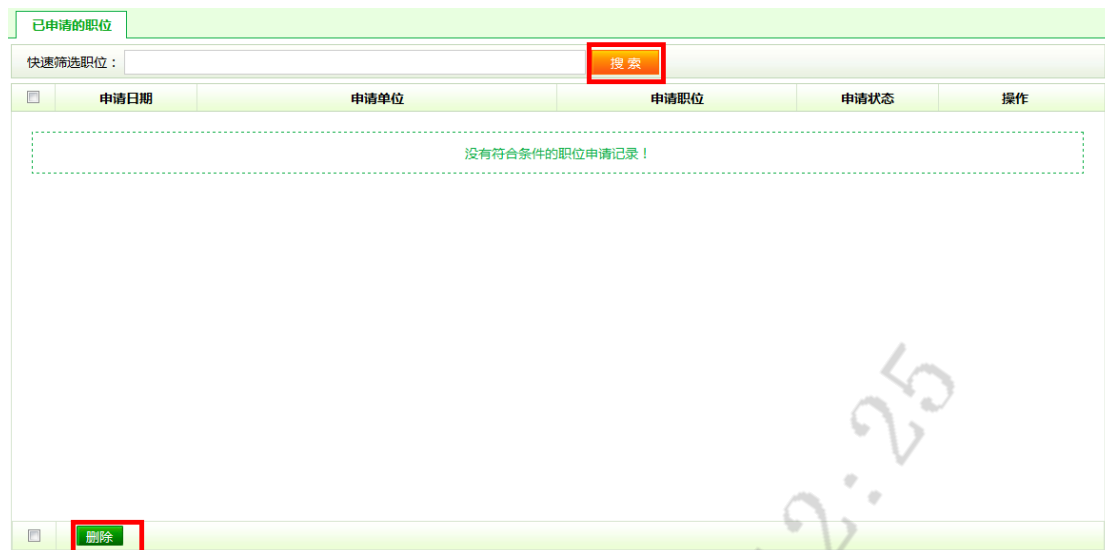 已申请的职位
快速筛选职位： 搜 索
申请日期 申请单位 申请职位 申请状态 操作
没有符合条件的职位申请记录！
2:25
删除